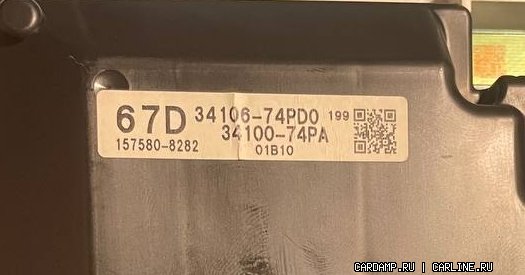 67D 34106-74PD0 199
34100-74PA
157580-8282 01B10
CARDAMP.RU | CARLINE.RU